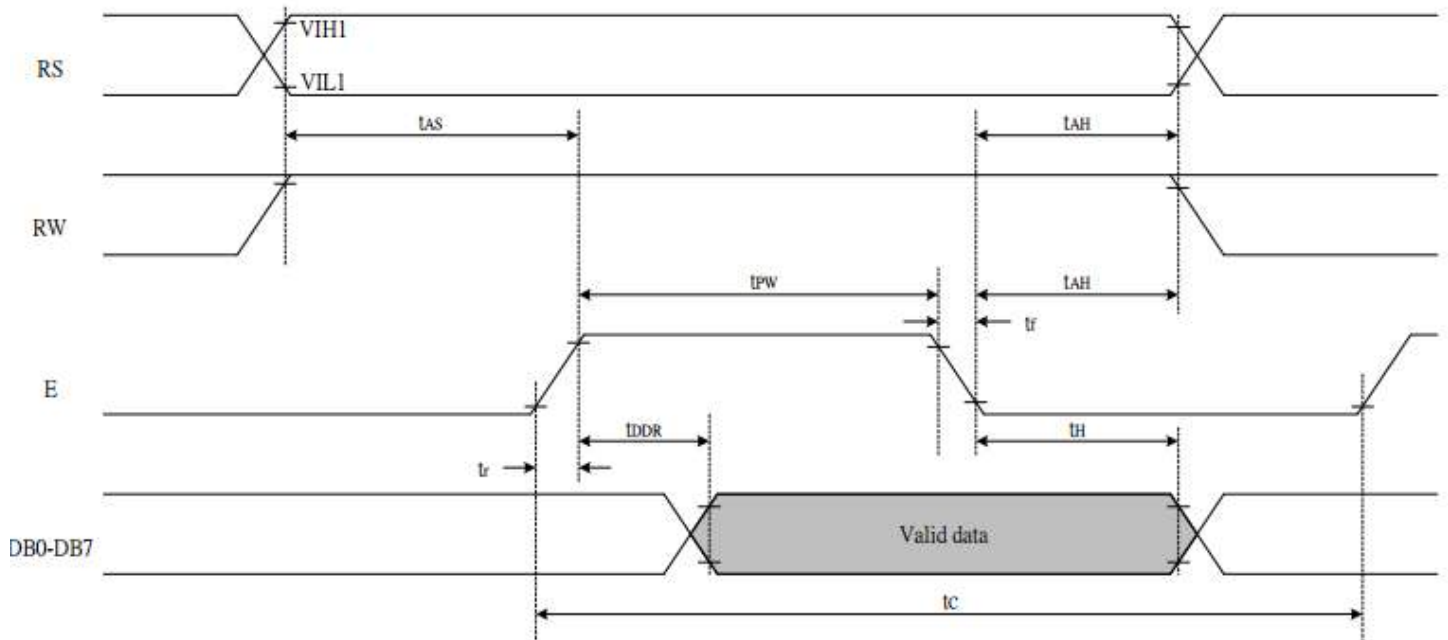 VIH1
RS
VIL1
tAS
tAH
RW
tPW
tAH
tf
E
tDDR
tH
tr
Valid data
DB0-DB7
tC